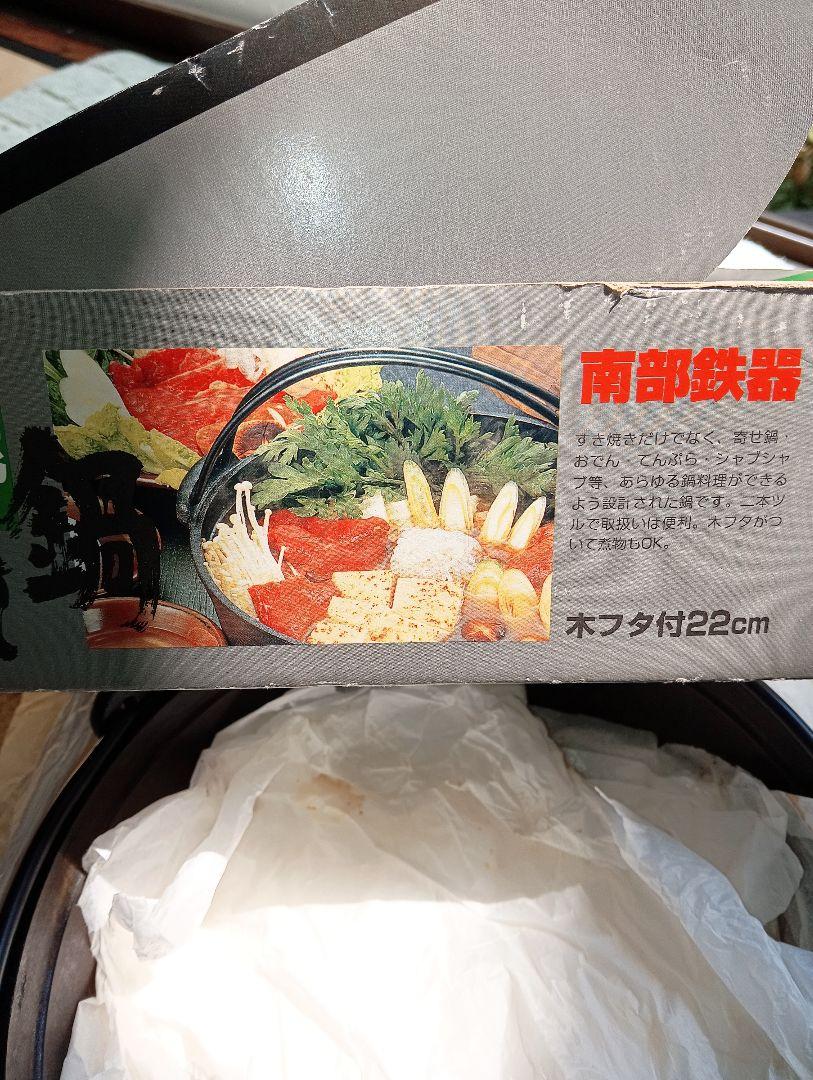 南部鉄器
すき焼きだけでなく、寄せ鍋・
おでん・てんぷら・シャブシャ
ブ等、あらゆる鍋料理ができる
よう設計された鍋です。二本ツ
ルで取扱いは便利。木フタがつ
いて煮物もOK。
木フタ付22cm
鍋